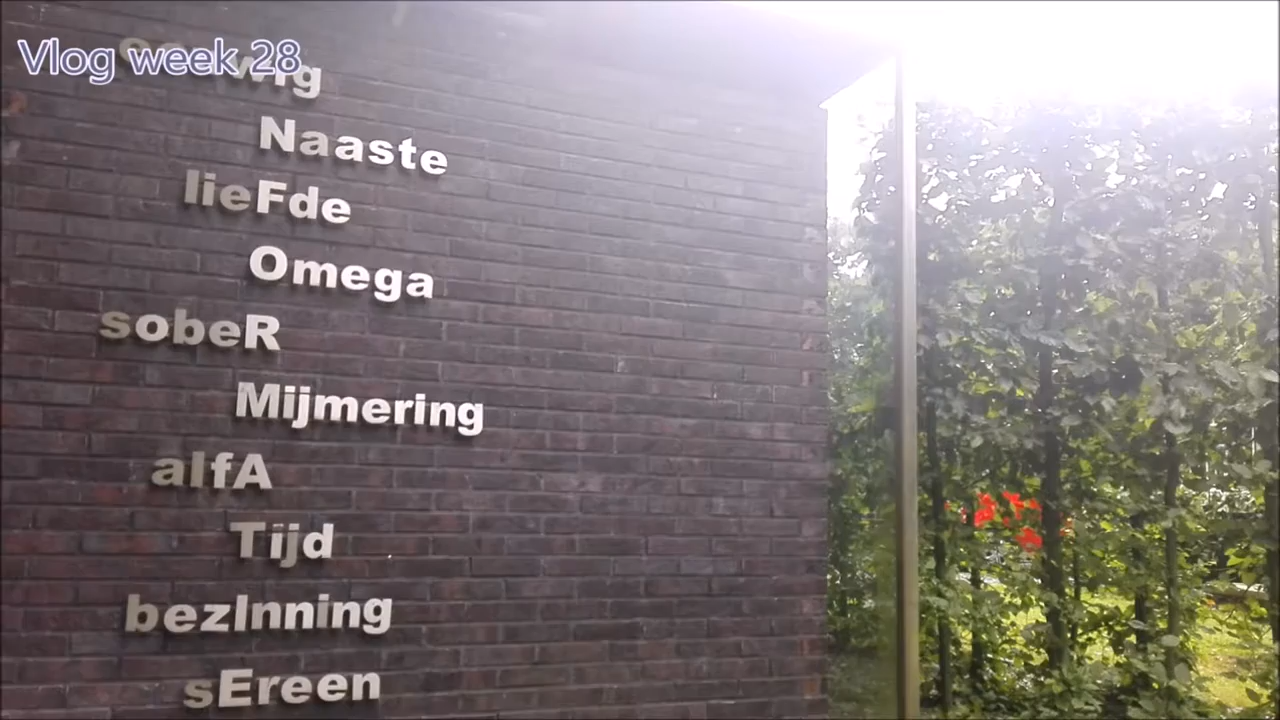 Vlog week 28
Naaste
lieFde
Omega
sobeR
Mijmering
alfA
Tijd
bezInning
sEreen